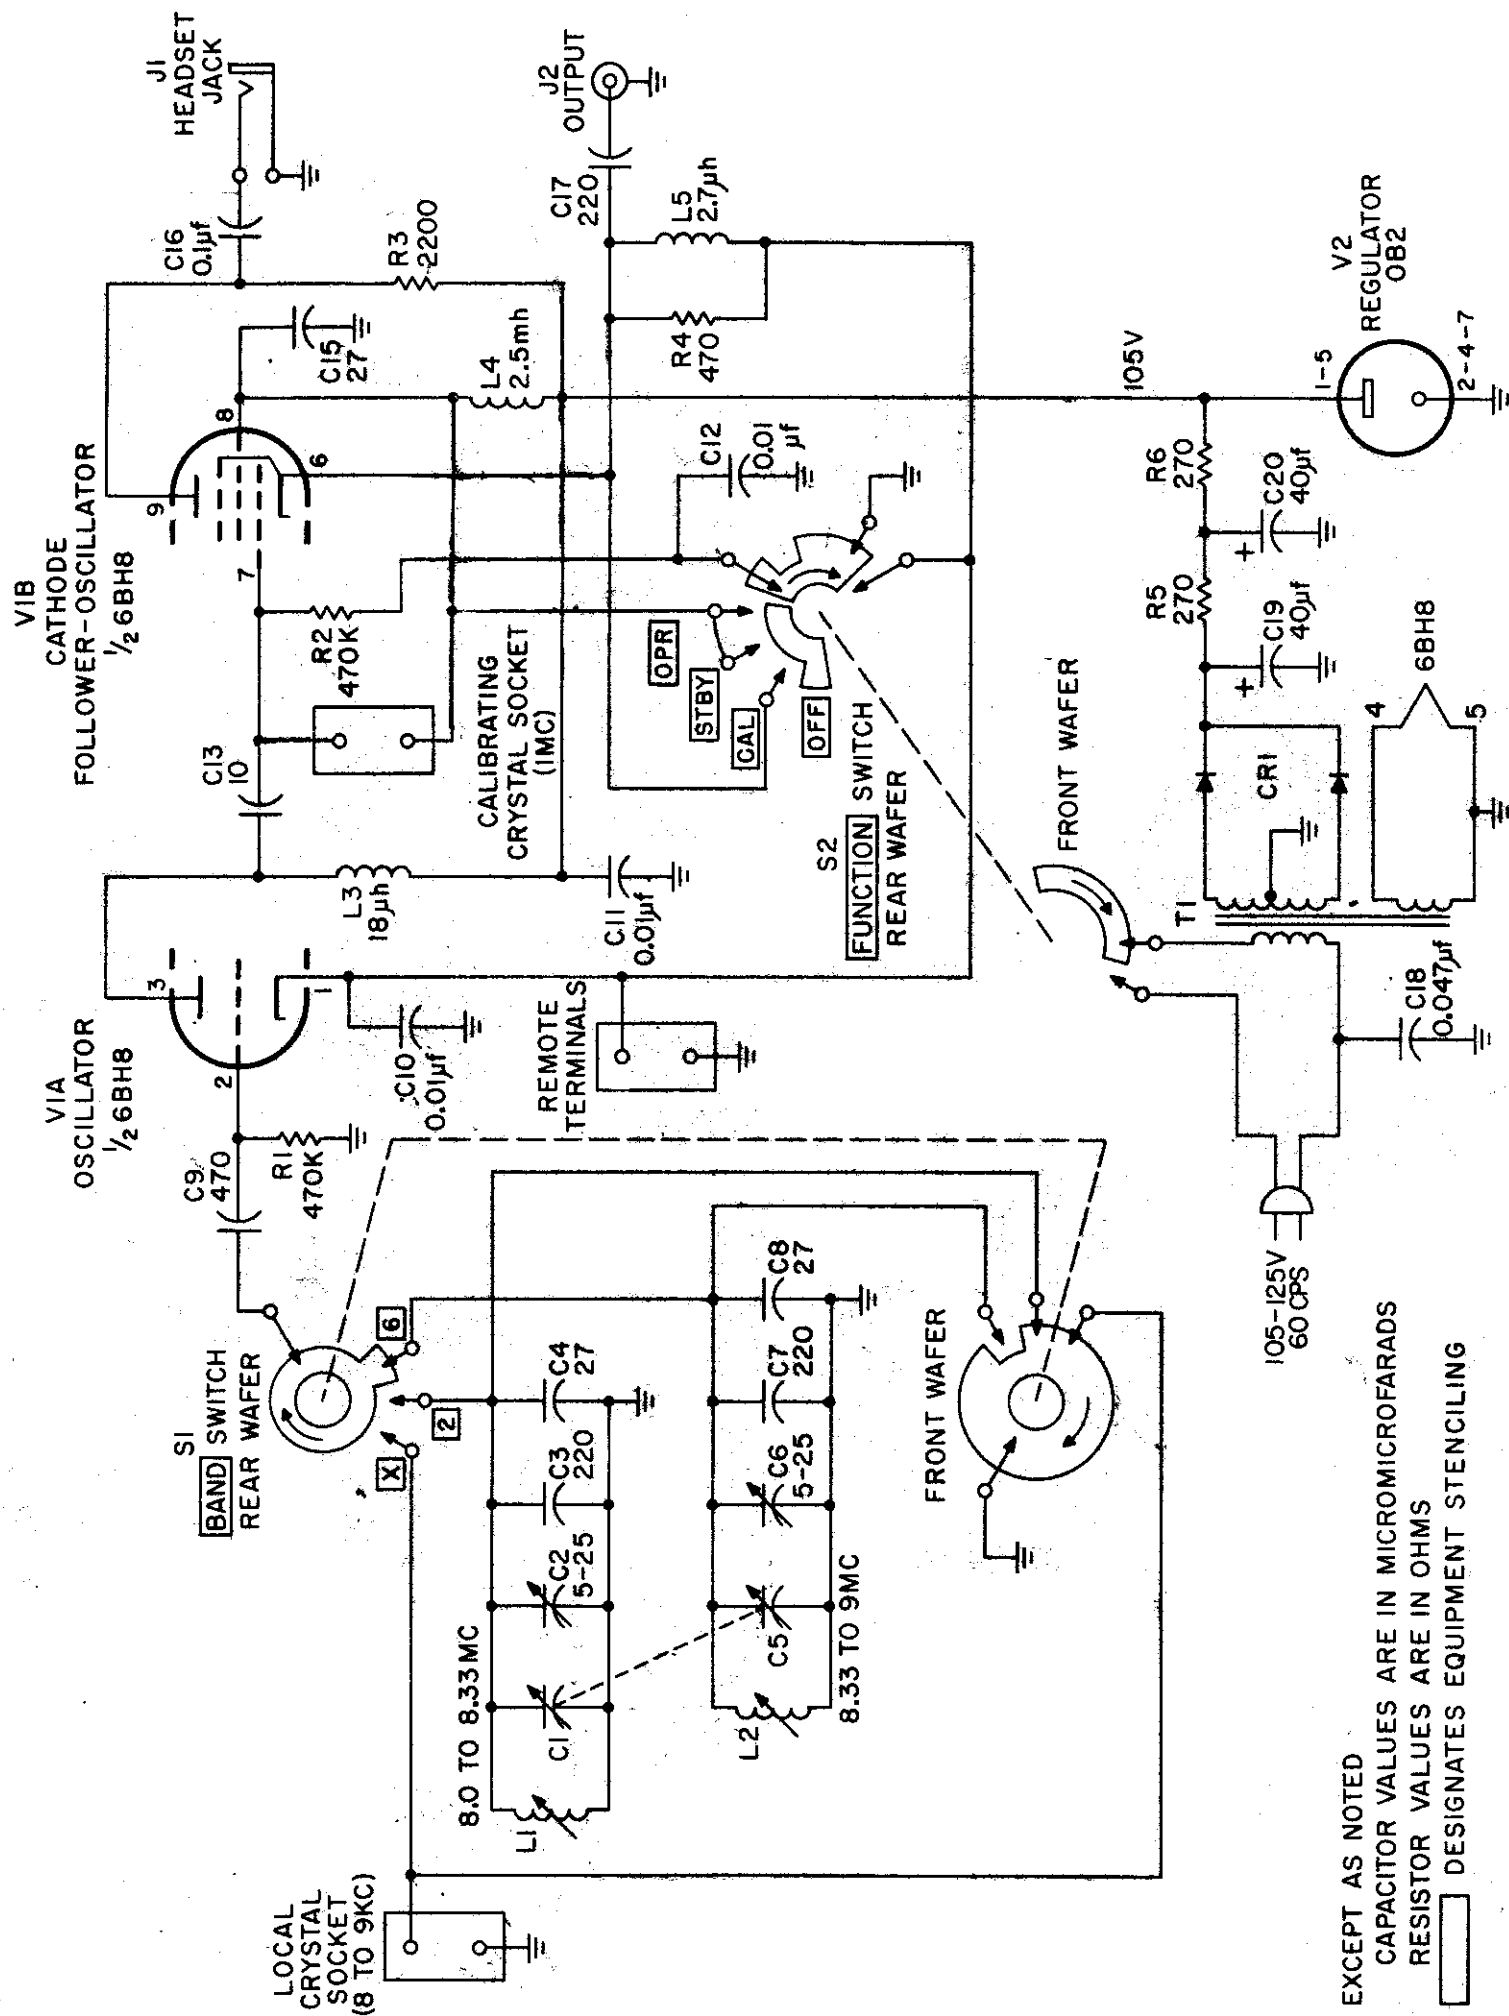 V1A
OSCILLATOR
½ 6BH8
V1B
CATHODE
FOLLOWER-OSCILLATOR
½ 6BH8
J1
HEADSET
JACK
C16
0.1µf
R3
2200
C15
27
L4
2.5mh
9
8
7
6
3
2
1
C13
10
R2
470K
L3
18µh
C11
0.01µf
C10
0.01µf
C9
470
R1
470K
CALIBRATING
CRYSTAL SOCKET
(1MC)
J2
OUTPUT
C17
220
L5
2.7µh
R4
470
C12
0.01
µf
OPR
STBY
CAL
OFF
S2
FUNCTION SWITCH
REAR WAFER
REMOTE
TERMINALS
S1
BAND SWITCH
REAR WAFER
6
2
X
LOCAL
CRYSTAL
SOCKET
(8 TO 9KC)
8.0 TO 8.33MC
L1
C1
C2
5-25
C3
220
C4
27
L2
C5
C6
5-25
C7
220
C8
27
8.33 TO 9MC
FRONT WAFER
FRONT WAFER
105V
V2
REGULATOR
OB2
1-5
2-4-7
R6
270
R5
270
+
C20
40µf
+
C19
40µf
CR1
T1
4
5
6BH8
C18
0.047µf
105-125V
60 CPS
EXCEPT AS NOTED
CAPACITOR VALUES ARE IN MICROMICROFARADS
RESISTOR VALUES ARE IN OHMS
DESIGNATES EQUIPMENT STENCILING